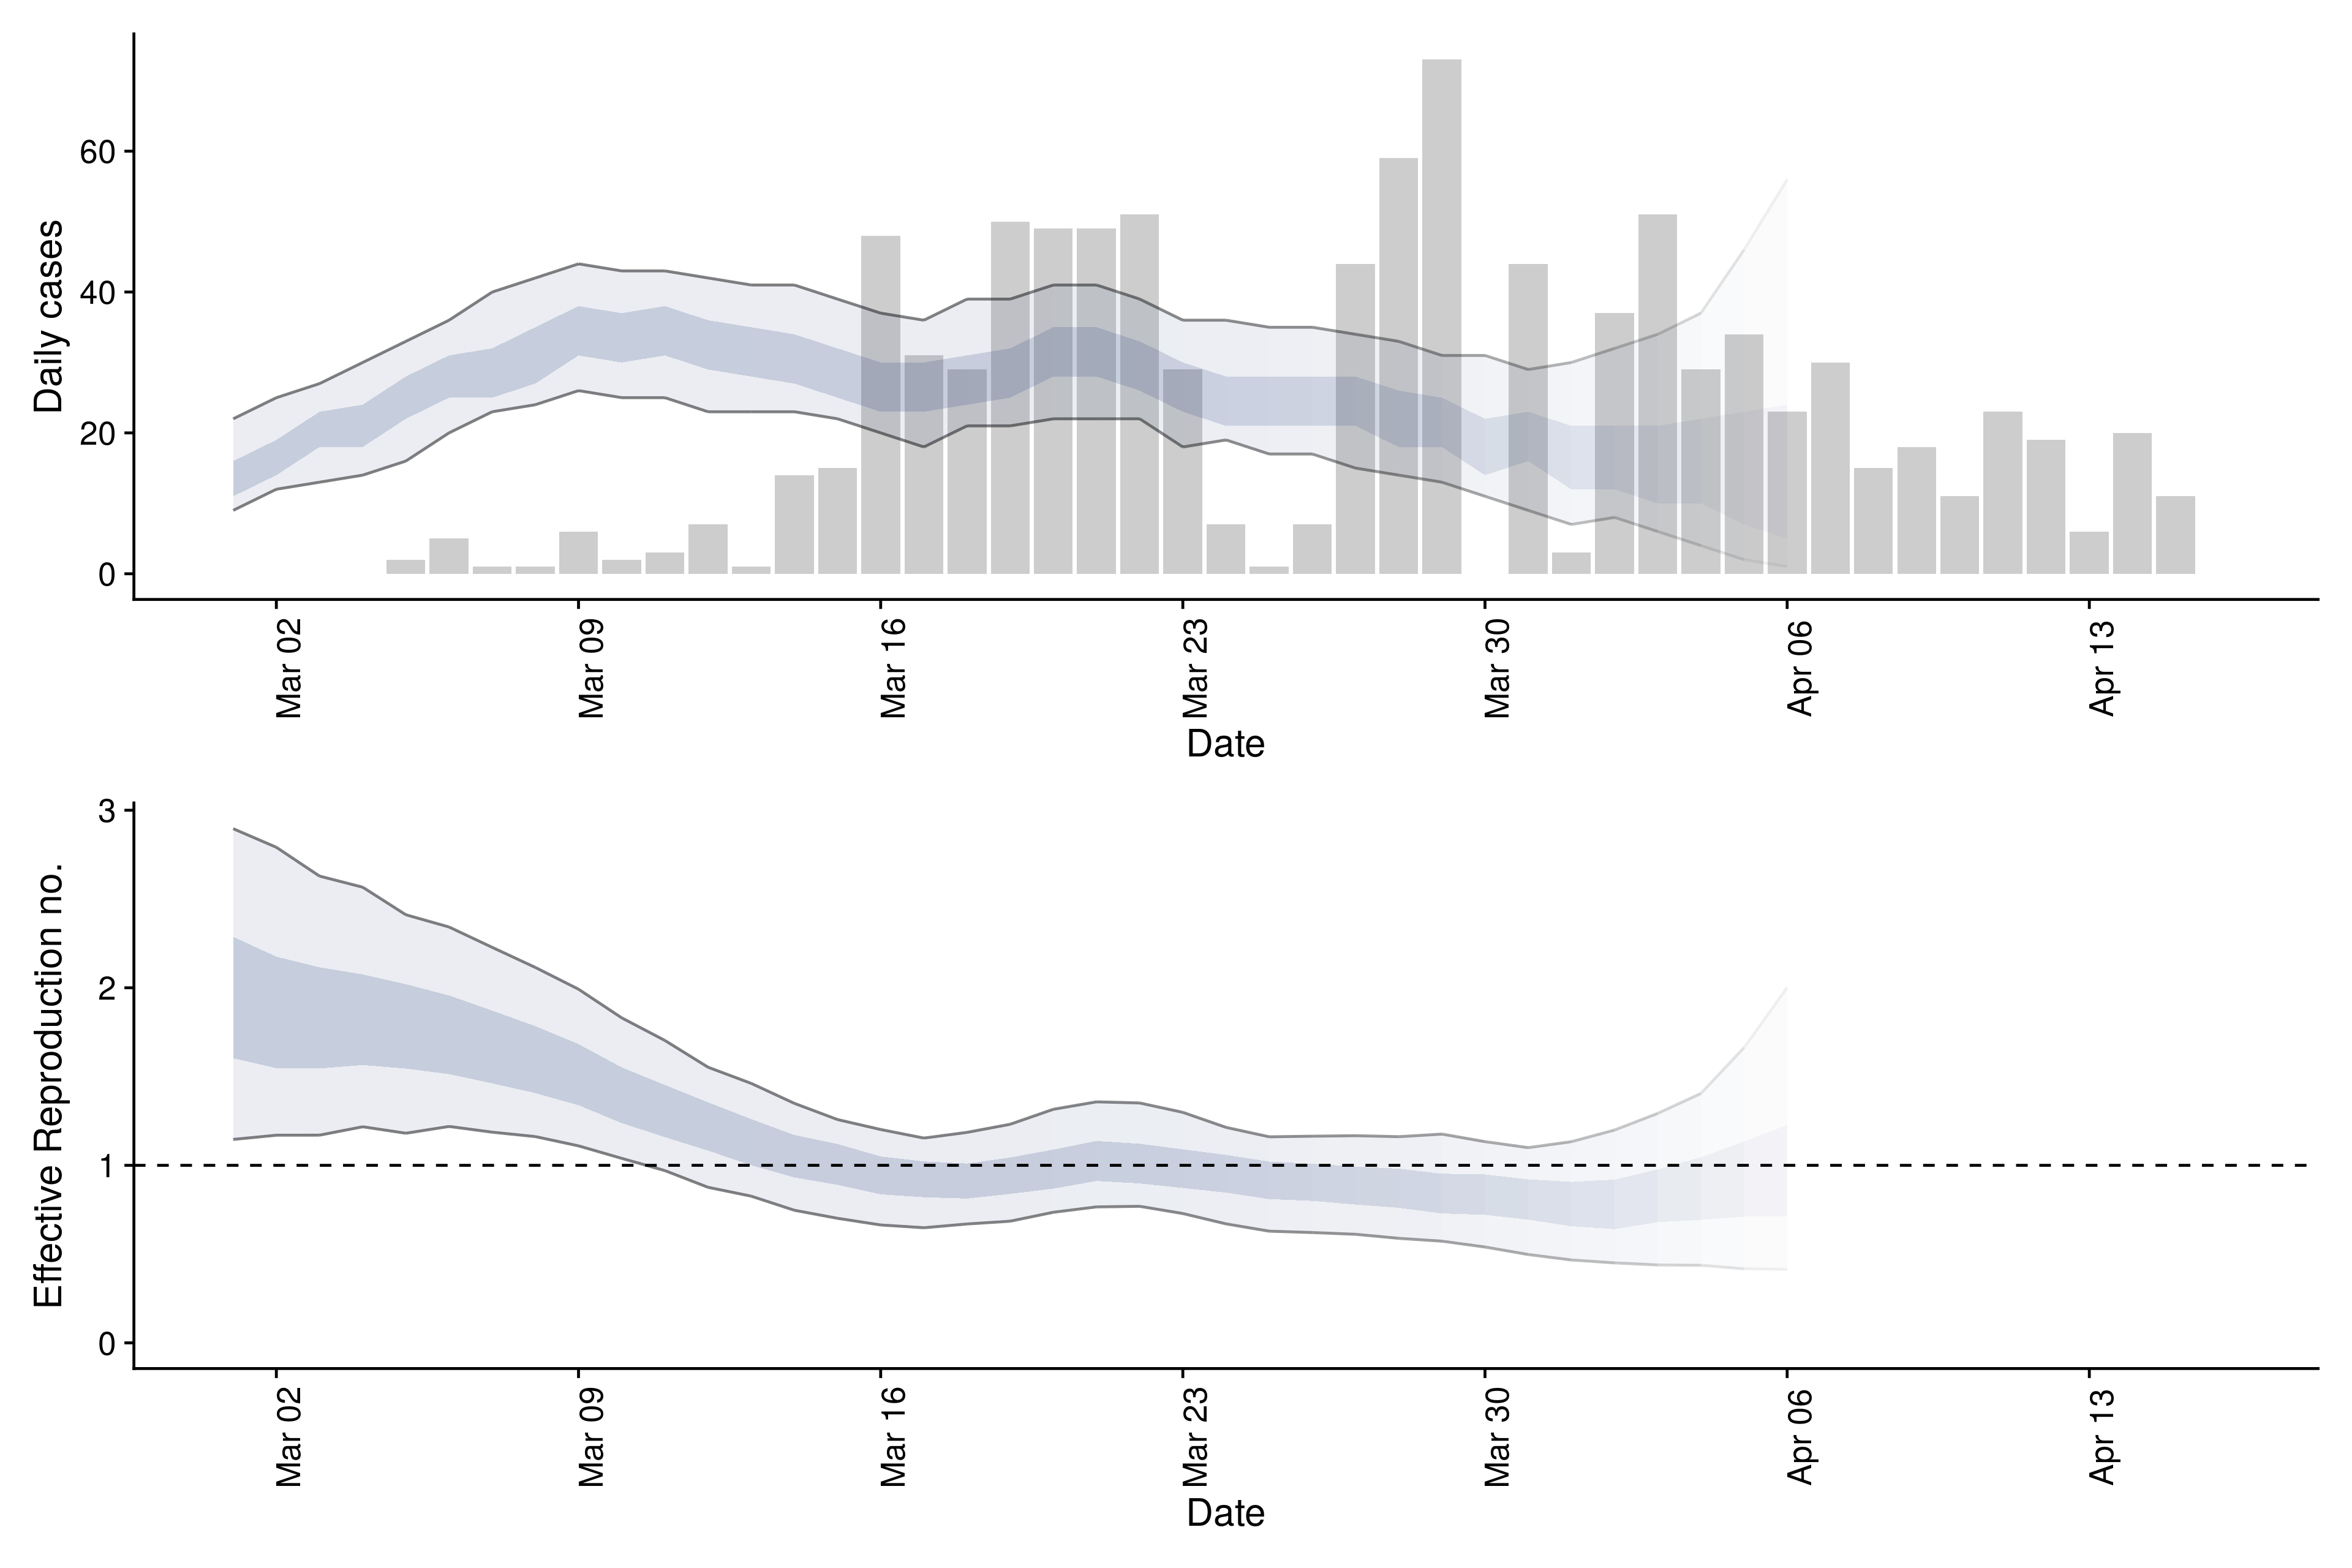 Daily cases
60
40
20
0
Mar 02
Mar 09
Mar 16
Mar 23
Mar 30
Apr 06
Apr 13
Date
Effective Reproduction no.
3
2
1
0
Mar 02
Mar 09
Mar 16
Mar 23
Mar 30
Apr 06
Apr 13
Date